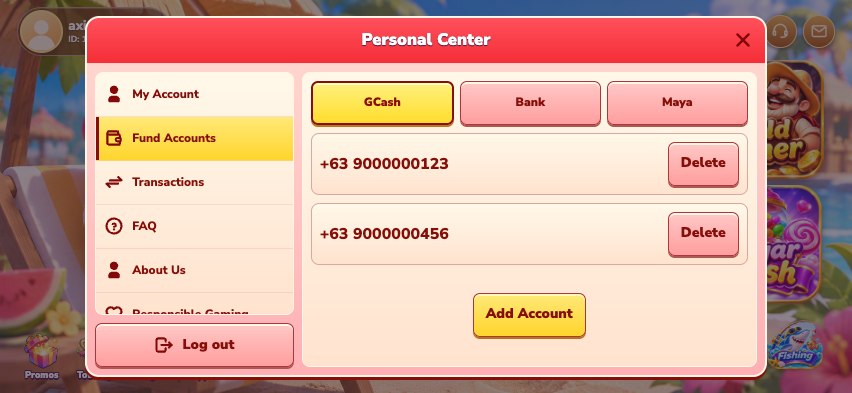 Personal Center
My Account
Fund Accounts
Transactions
FAQ
About Us
Responsible Gaming
Log out
GCash
Bank
Maya
+63 9000000123
Delete
+63 9000000456
Delete
Add Account
Promos
Fishing